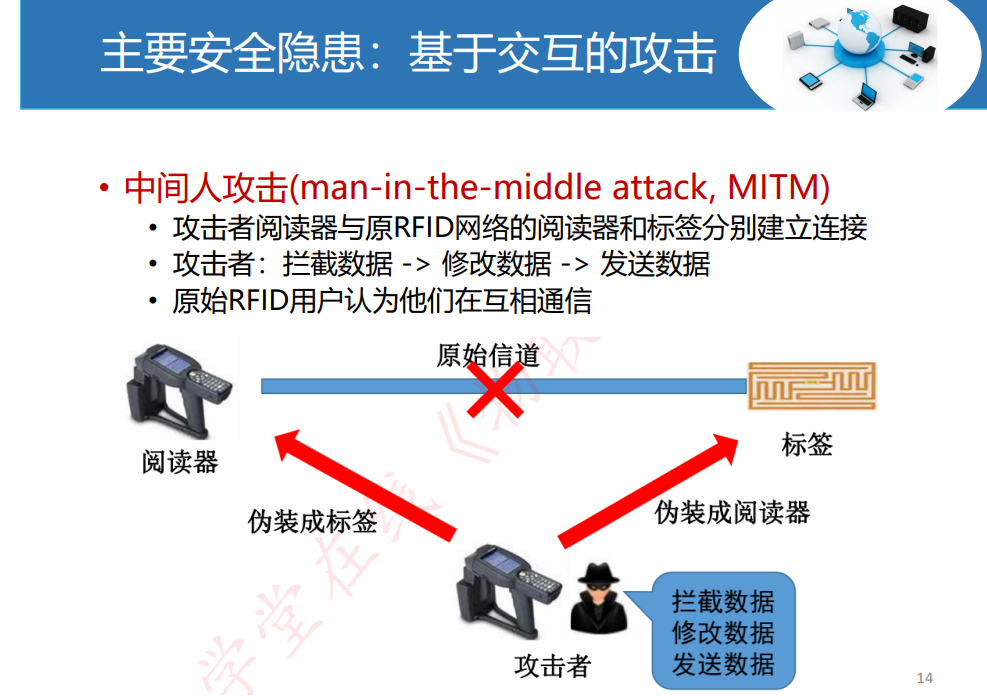 主要安全隐患：基于交互的攻击
• 中间人攻击(man-in-the-middle attack, MITM)
• 攻击者阅读器与原RFID网络的阅读器和标签分别建立连接
• 攻击者：拦截数据 -> 修改数据 -> 发送数据
• 原始RFID用户认为他们在互相通信
原始信道
阅读器
标签
伪装成标签
伪装成阅读器
攻击者
拦截数据
修改数据
发送数据
学堂在线《物联
14